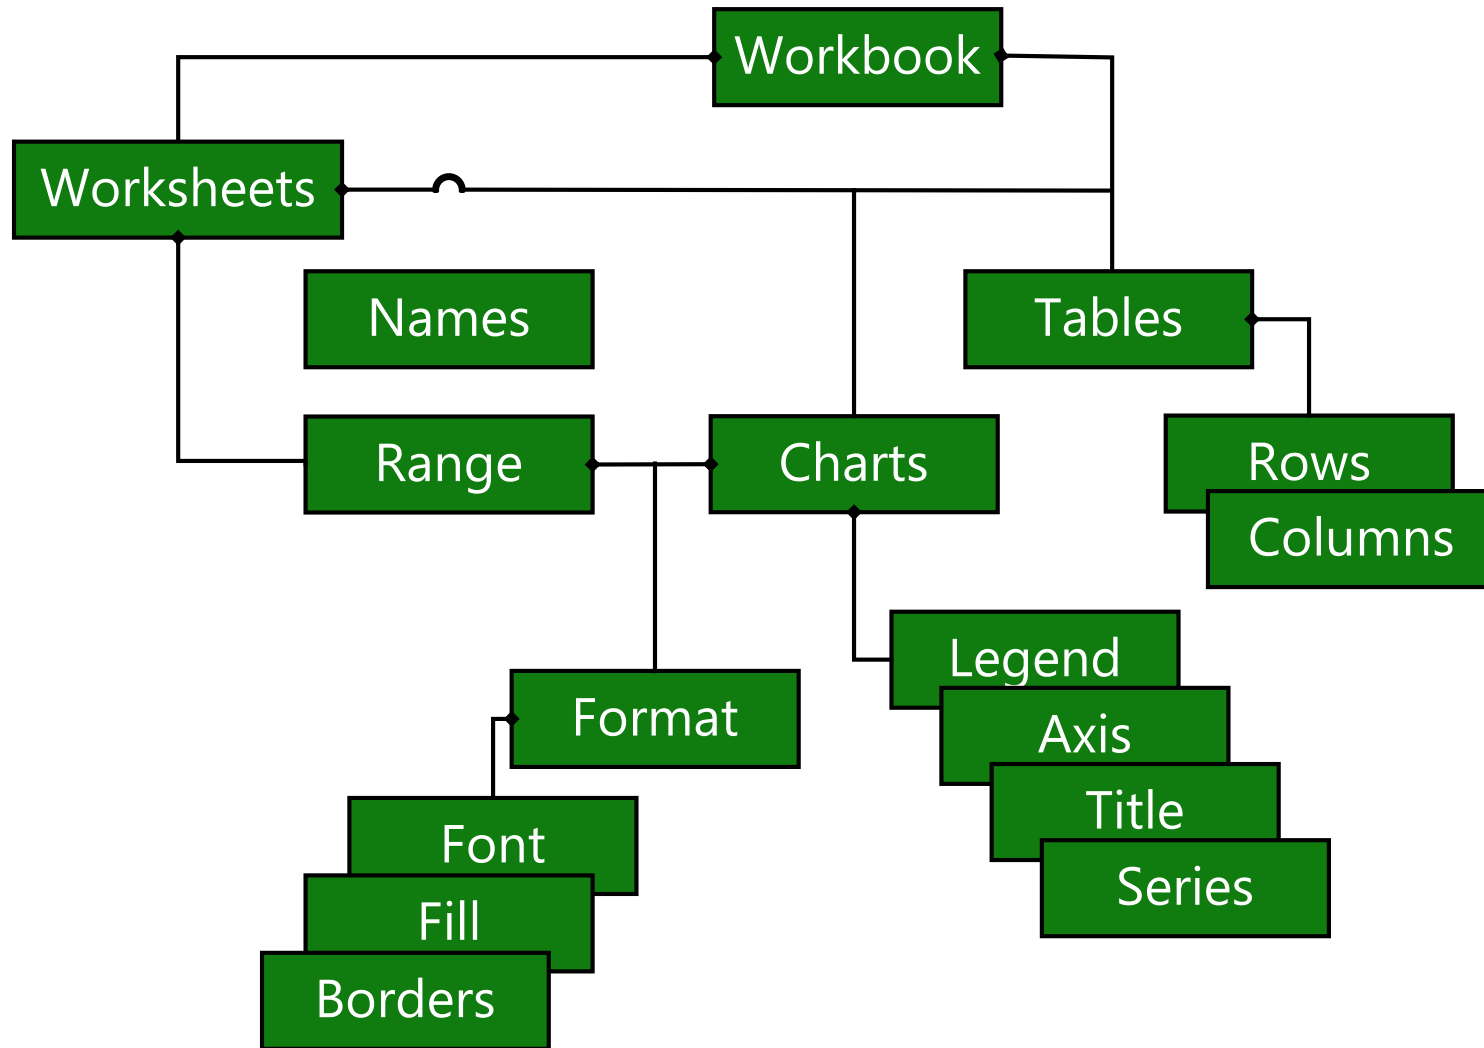 Workbook
Worksheets
Names
Tables
Range
Charts
Rows
Columns
Legend
Format
Axis
Title
Font
Series
Fill
Borders